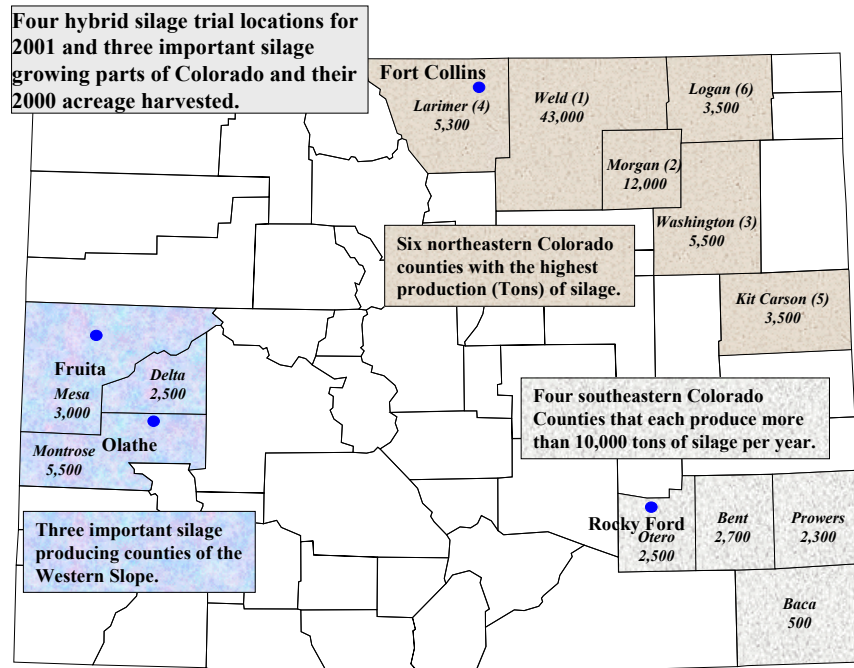 Four hybrid silage trial locations for
2001 and three important silage
growing parts of Colorado and their
2000 acreage harvested.
Fort Collins
Larimer (4)
5,300
Weld (1)
43,000
Logan (6)
3,500
Morgan (2)
12,000
Washington (3)
5,500
Six northeastern Colorado
counties with the highest
production (Tons) of silage.
Kit Carson (5)
3,500
Fruita
Mesa
3,000
Delta
2,500
Olathe
Montrose
5,500
Four southeastern Colorado
Counties that each produce more
than 10,000 tons of silage per year.
Three important silage
producing counties of the
Western Slope.
Rocky Ford
Otero
2,500
Bent
2,700
Prowers
2,300
Baca
500